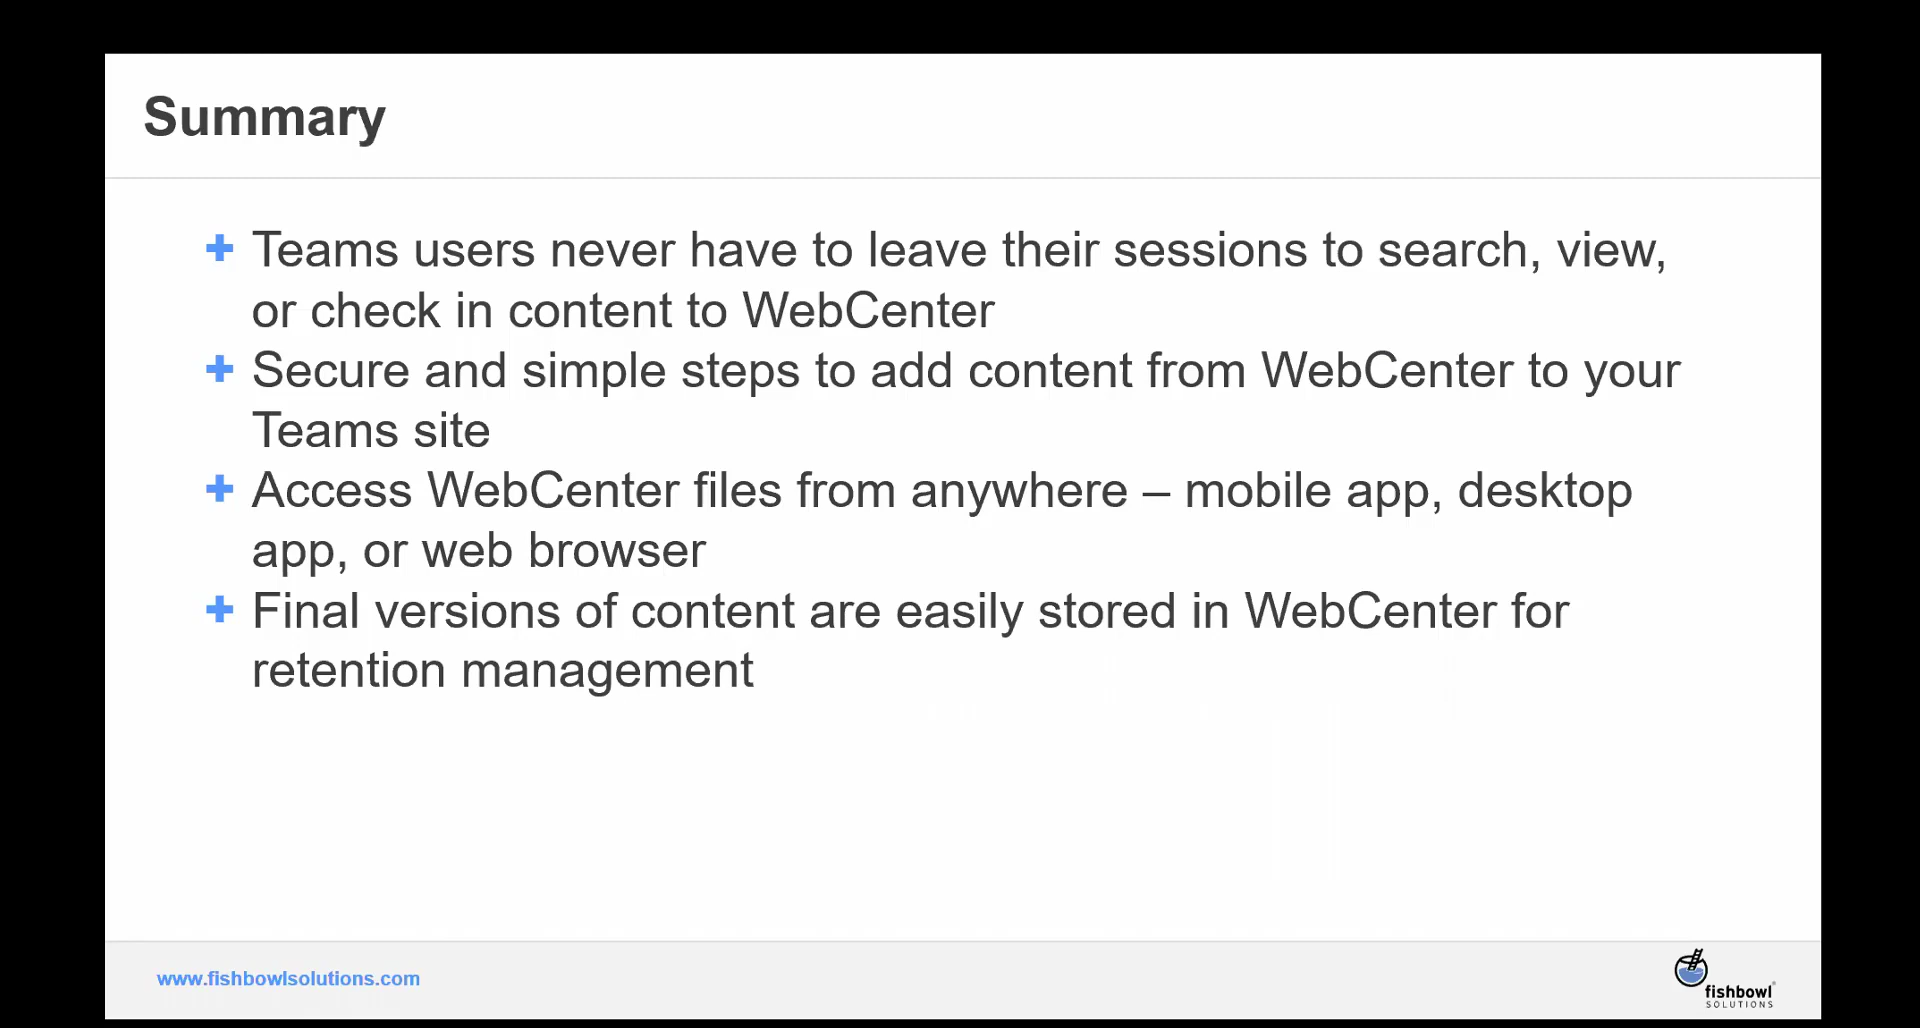 Summary
Teams users never have to leave their sessions to search, view,
or check in content to WebCenter
Secure and simple steps to add content from WebCenter to your
Teams site
Access WebCenter files from anywhere – mobile app, desktop
app, or web browser
Final versions of content are easily stored in WebCenter for
retention management
www.fishbowlsolutions.com
fishbowl
SOLUTIONS